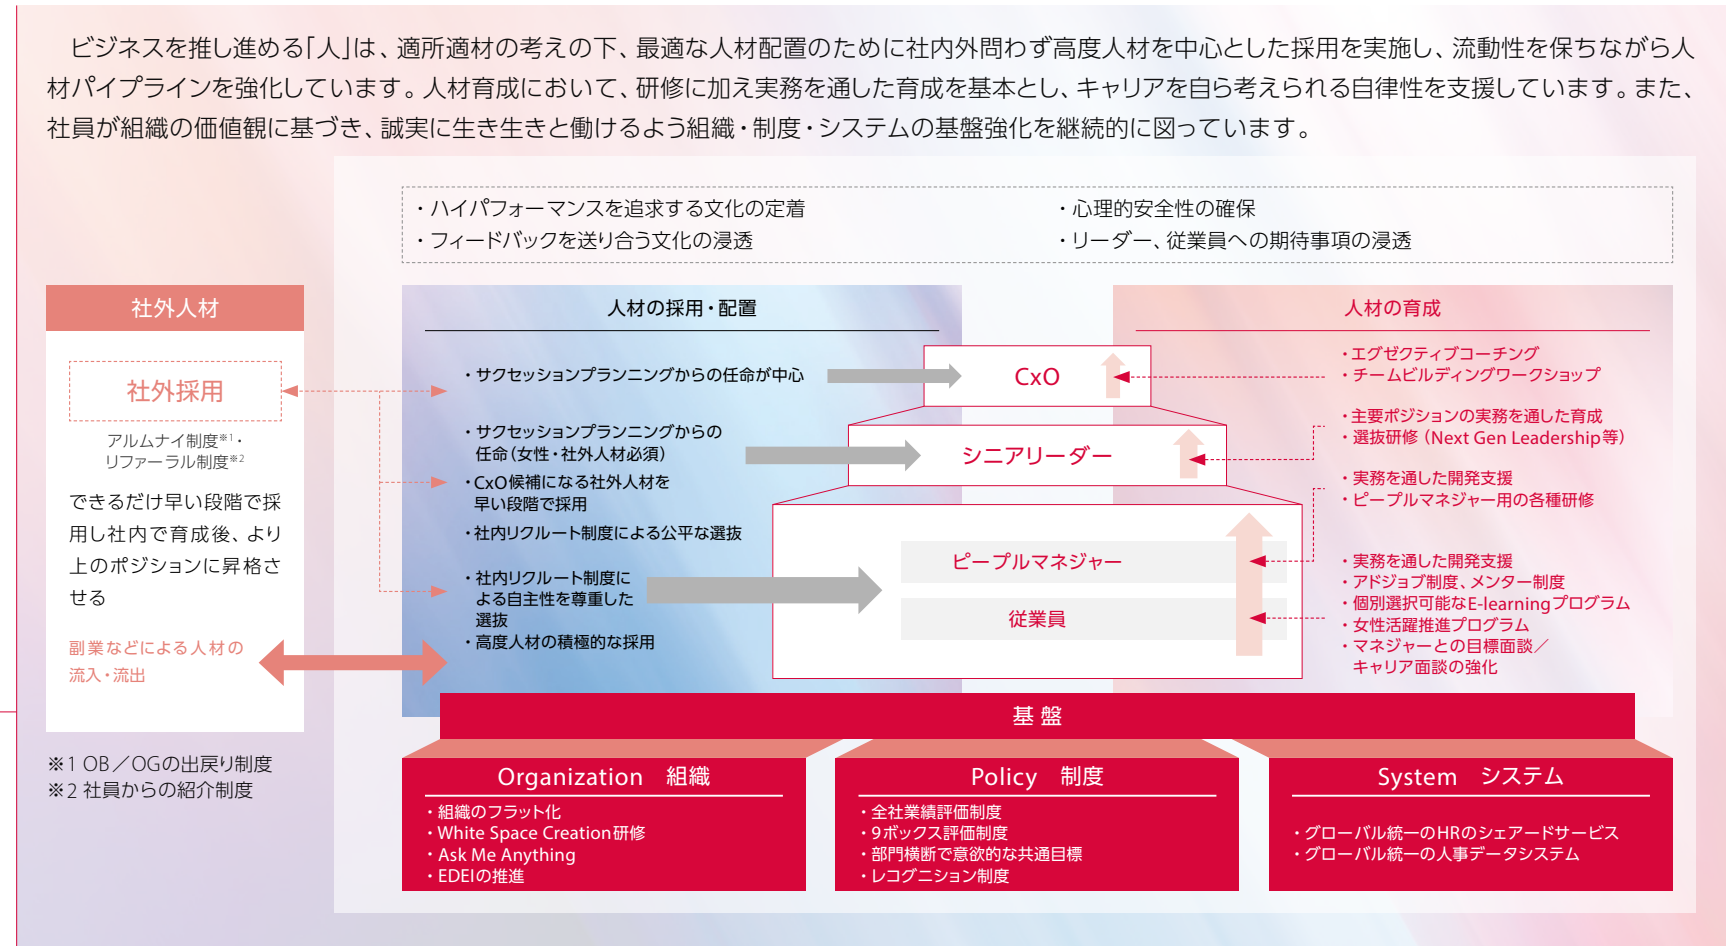 ビジネスを推し進める「人」は、適所適材の考えの下、最適な人材配置のために社内外問わず高度人材を中心とした採用を実施し、流動性を保ちながら人
材パイプラインを強化しています。人材育成において、研修に加え実務を通した育成を基本とし、キャリアを自ら考えられる自律性を支援しています。また、
社員が組織の価値観に基づき、誠実に生き生きと働けるよう組織・制度・システムの基盤強化を継続的に図っています。
・ハイパフォーマンスを追求する文化の定着
・フィードバックを送り合う文化の浸透
・心理的安全性の確保
・リーダー、従業員への期待事項の浸透
社外人材
社外採用
アルムナイ制度※1・
リファーラル制度※2
できるだけ早い段階で採
用し社内で育成後、より
上のポジションに昇格さ
せる
副業などによる人材の
流入・流出
※1 OB／OGの出戻り制度
※2 社員からの紹介制度
人材の採用・配置
・サクセッションプランニングからの任命が中心
・サクセッションプランニングからの
任命（女性・社外人材必須）
・CxO候補になる社外人材を
早い段階で採用
・社内リクルート制度による公平な選抜
・社内リクルート制度に
よる自主性を尊重した
選抜
・高度人材の積極的な採用
CxO
シニアリーダー
ピープルマネジャー
従業員
人材の育成
・エグゼクティブコーチング
・チームビルディングワークショップ
・主要ポジションの実務を通した育成
・選抜研修（Next Gen Leadership等）
・実務を通した開発支援
・ピープルマネジャー用の各種研修
・実務を通した開発支援
・アドジョブ制度、メンター制度
・個別選択可能なE-learningプログラム
・女性活躍推進プログラム
・マネジャーとの目標面談／
キャリア面談の強化
基盤
Organization 組織
・組織のフラット化
・White Space Creation研修
・Ask Me Anything
・EDEIの推進
Policy 制度
・全社業績評価制度
・9ボックス評価制度
・部門横断で意欲的な共通目標
・レコグニション制度
System システム
・グローバル統一のHRのシェアードサービス
・グローバル統一の人事データシステム